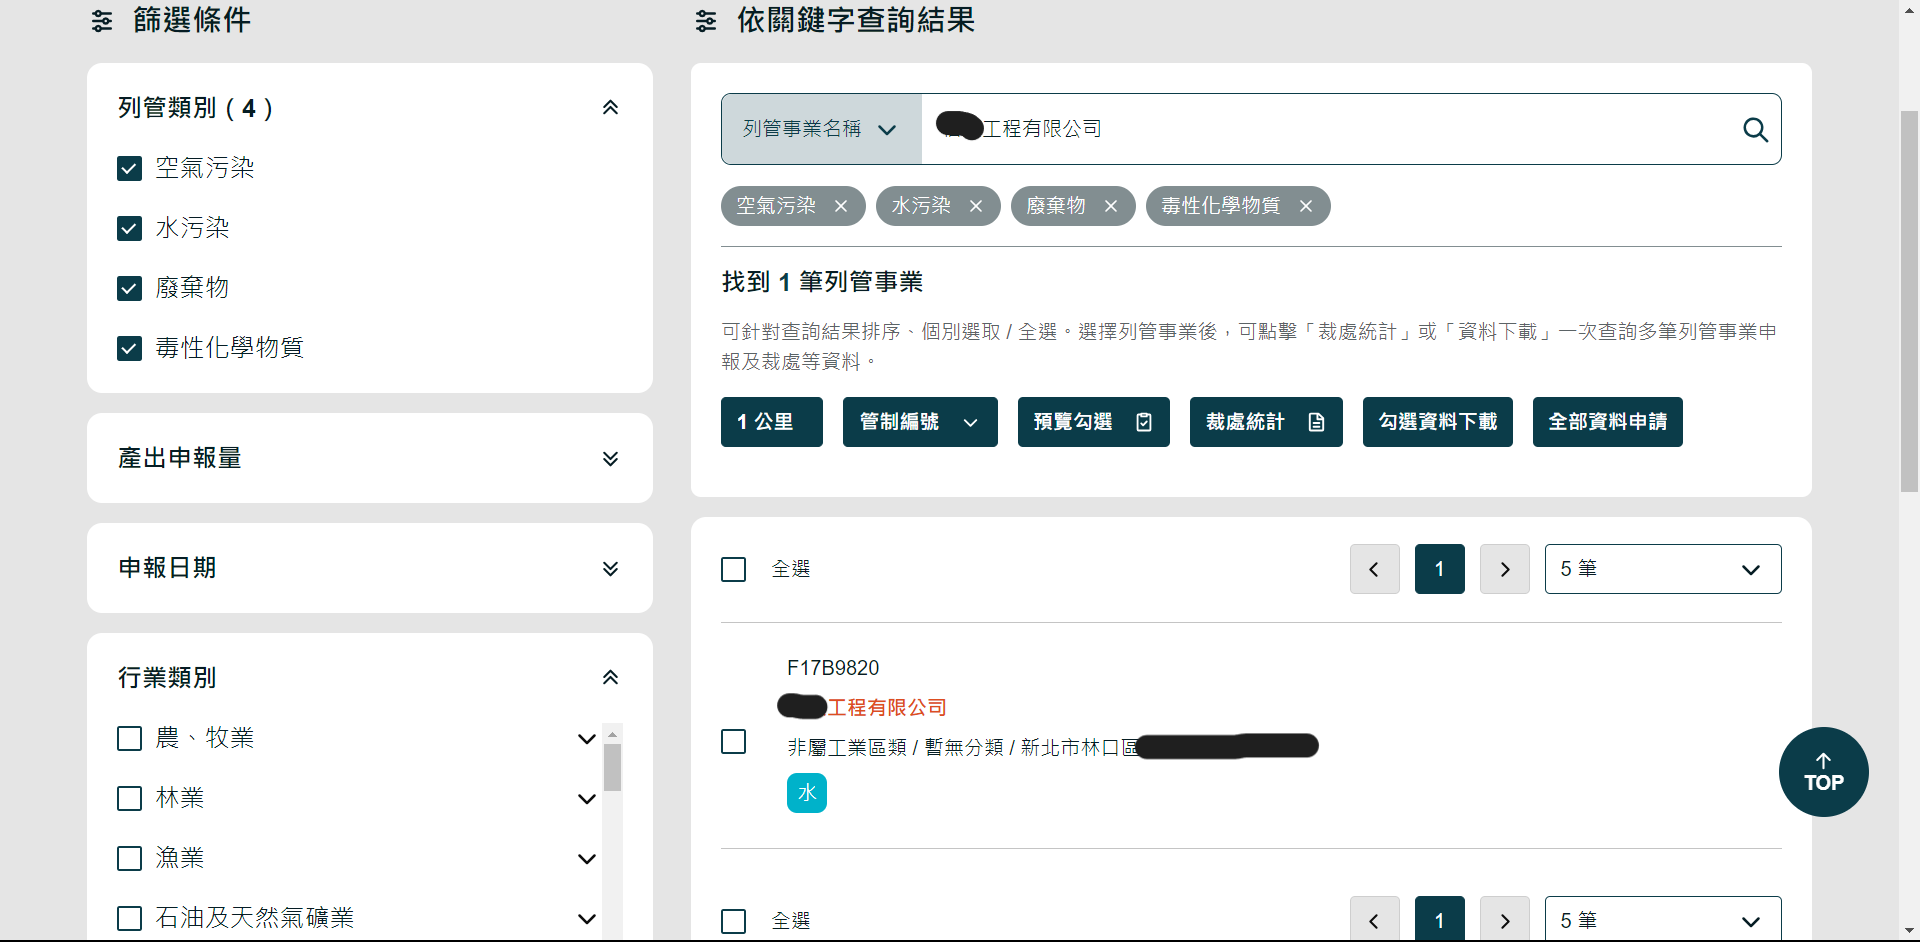 篩選條件
列管類別 ( 4 )
空氣污染
水污染
廢棄物
毒性化學物質
產出申報量
申報日期
行業類別
農、牧業
林業
漁業
石油及天然氣礦業
依關鍵字查詢結果
列管事業名稱 工程有限公司
空氣污染 × 水污染 × 廢棄物 × 毒性化學物質 ×
找到 1 筆列管事業
可針對查詢結果排序、個別選取 / 全選。選擇列管事業後，可點擊「裁處統計」或「資料下載」一次查詢多筆列管事業申
報及裁處等資料。
1 公里 管制編號 預覽勾選 裁處統計 勾選資料下載 全部資料申請
全選 1 5 筆
F17B9820
工程有限公司
非屬工業區類 / 暫無分類 / 新北市林口區
水
TOP
全選 1 5 筆